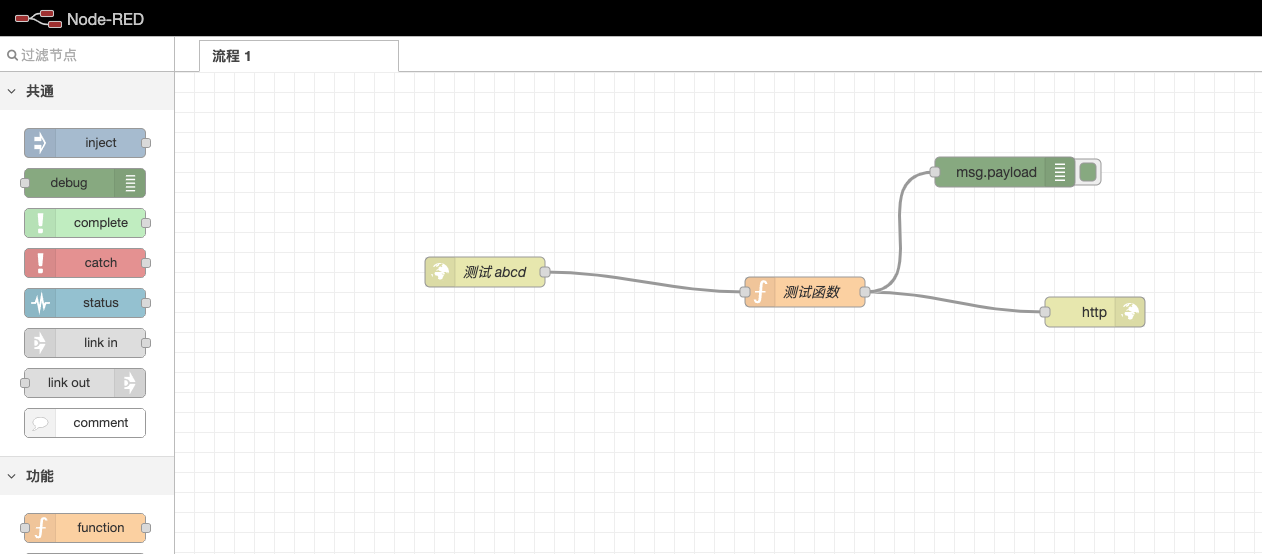 Node-RED
过滤节点
流程 1
共通
inject
debug
complete
catch
status
link in
link out
comment
功能
function
测试 abcd
测试函数
msg.payload
http